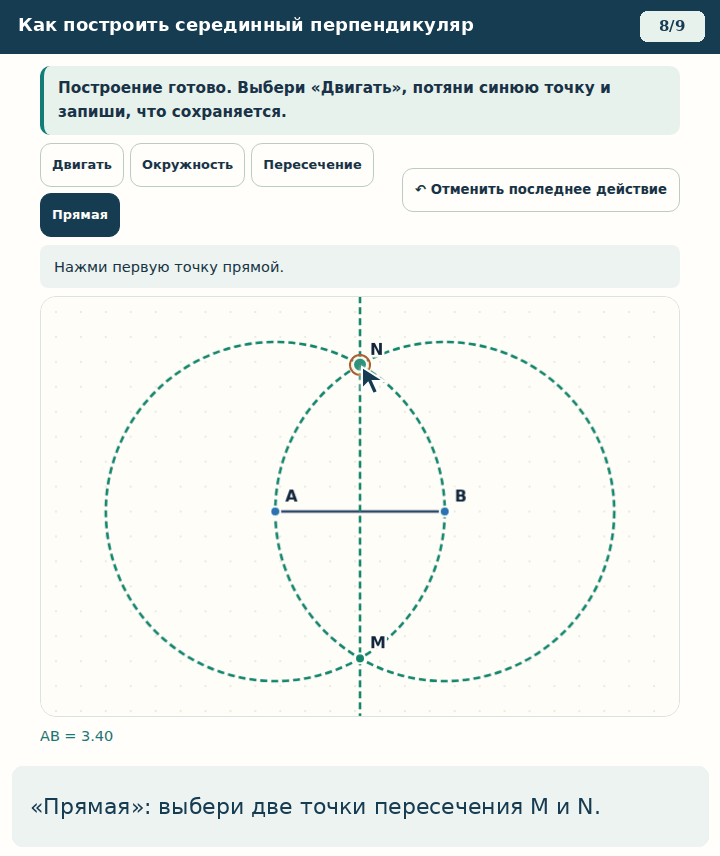 Как построить серединный перпендикуляр
8/9
Построение готово. Выбери «Двигать», потяни синюю точку и
запиши, что сохраняется.
Двигать
Окружность
Пересечение
↶ Отменить последнее действие
Прямая
Нажми первую точку прямой.
N
A
B
M
AB = 3.40
«Прямая»: выбери две точки пересечения M и N.